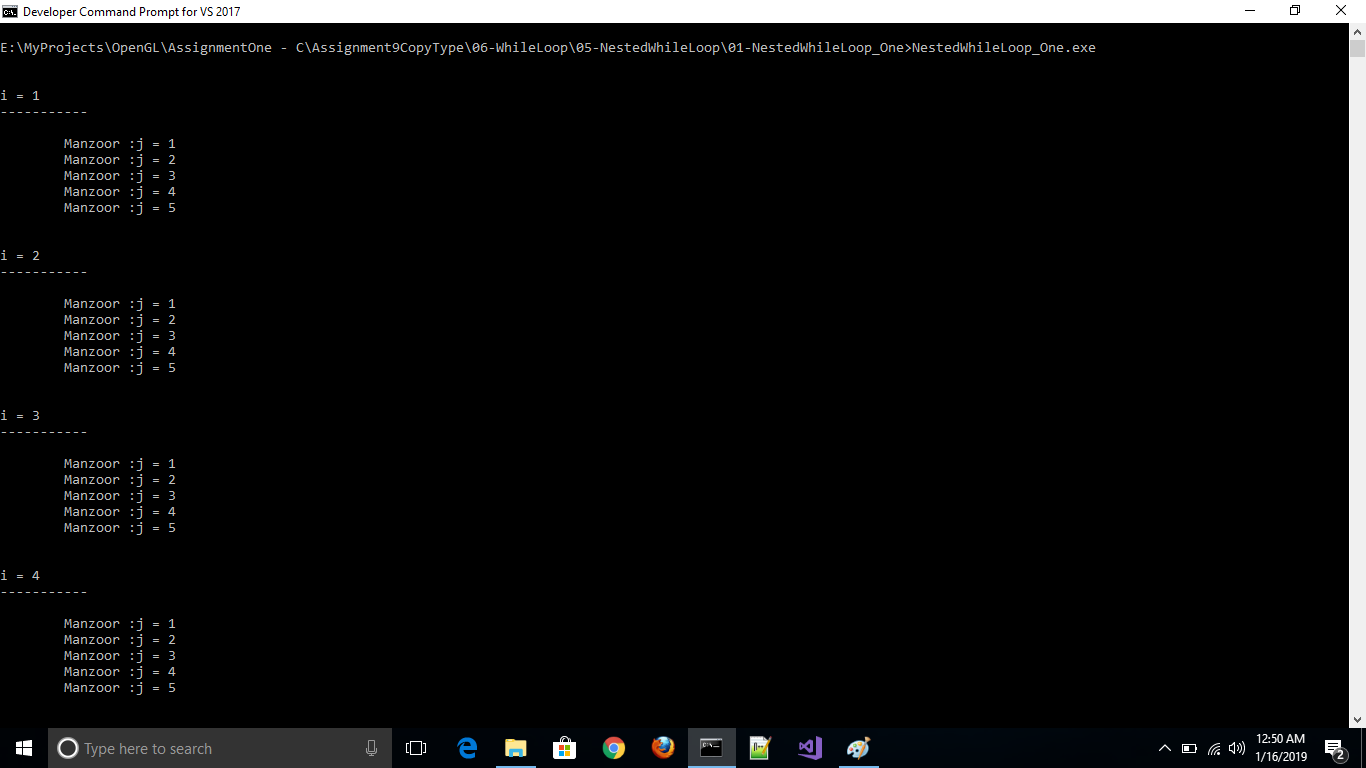 Developer Command Prompt for VS 2017
E:\MyProjects\OpenGL\AssignmentOne - C\Assignment9CopyType\06-WhileLoop\05-NestedWhileLoop\01-NestedWhileLoop_One>NestedWhileLoop_One.exe
i = 1
-----------
Manzoor :j = 1
Manzoor :j = 2
Manzoor :j = 3
Manzoor :j = 4
Manzoor :j = 5
i = 2
-----------
Manzoor :j = 1
Manzoor :j = 2
Manzoor :j = 3
Manzoor :j = 4
Manzoor :j = 5
i = 3
-----------
Manzoor :j = 1
Manzoor :j = 2
Manzoor :j = 3
Manzoor :j = 4
Manzoor :j = 5
i = 4
-----------
Manzoor :j = 1
Manzoor :j = 2
Manzoor :j = 3
Manzoor :j = 4
Manzoor :j = 5
Type here to search
12:50 AM
1/16/2019
2